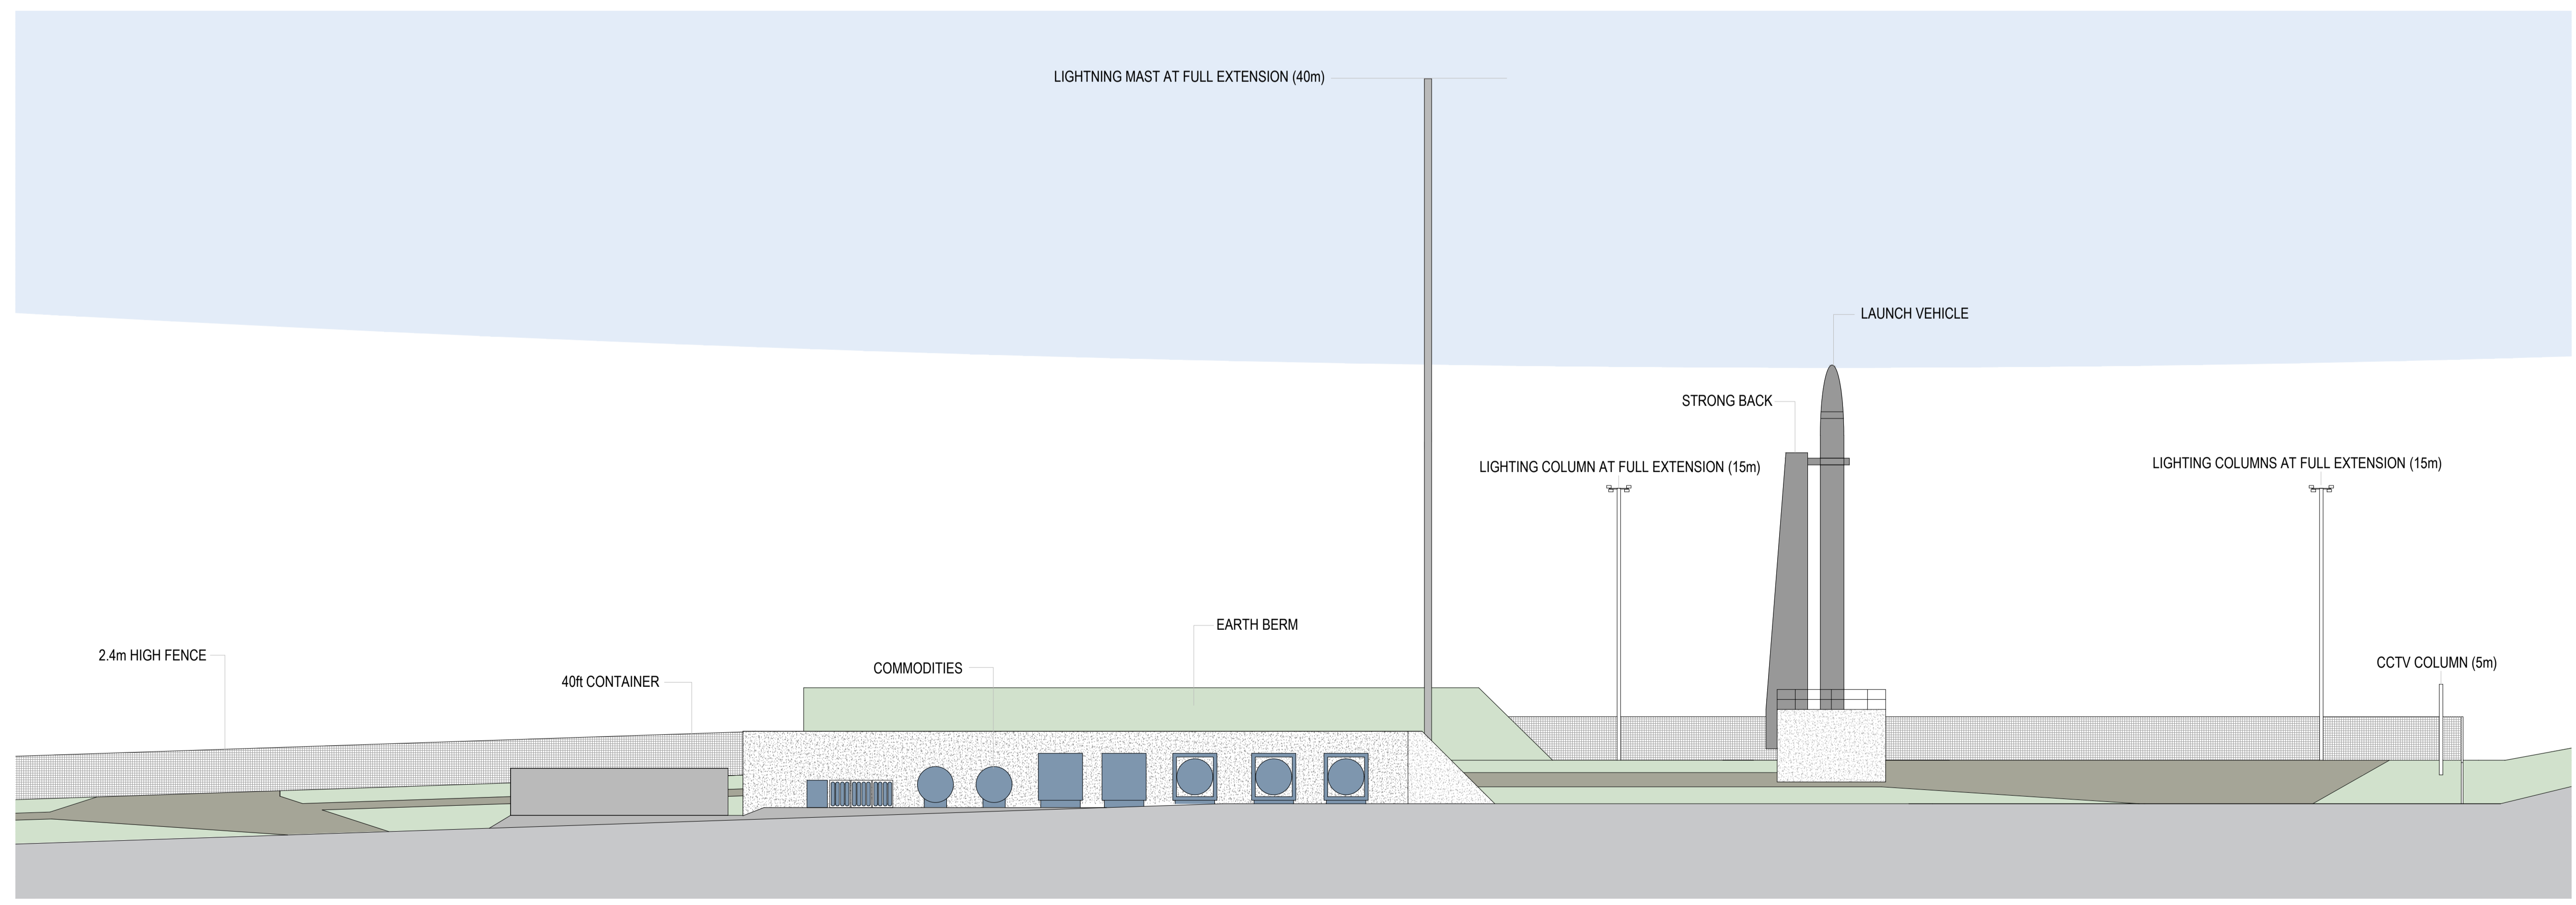 LIGHTNING MAST AT FULL EXTENSION (40m)
LAUNCH VEHICLE
STRONG BACK
LIGHTING COLUMN AT FULL EXTENSION (15m)
LIGHTING COLUMNS AT FULL EXTENSION (15m)
EARTH BERM
2.4m HIGH FENCE
COMMODITIES
CCTV COLUMN (5m)
40ft CONTAINER